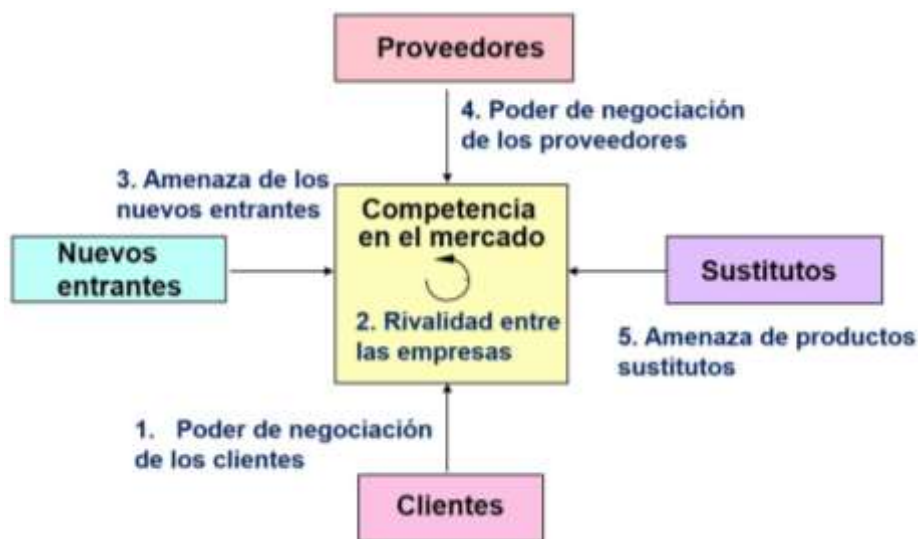 Proveedores
4. Poder de negociación
de los proveedores
3. Amenaza de los
nuevos entrantes
Competencia
en el mercado
Nuevos
entrantes
Sustitutos
2. Rivalidad entre
las empresas
5. Amenaza de productos
sustitutos
1. Poder de negociación
de los clientes
Clientes